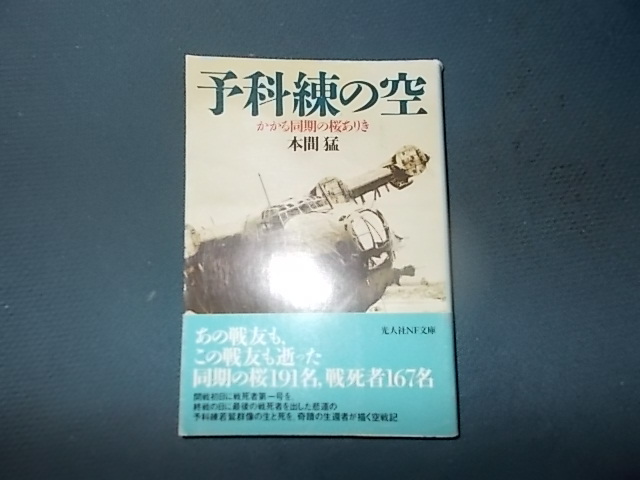 予科練の空
かかる同期の桜ありき
本間 猛
光人社NF文庫
あの戦友も、
この戦友も逝った
同期の桜191名、戦死者167名
開戦初日に戦死者第一号を、
終戦の日に最後の戦死者を出した悲運の
予科練若鷲群像の生と死を、奇蹟の生還者が描く空戦記